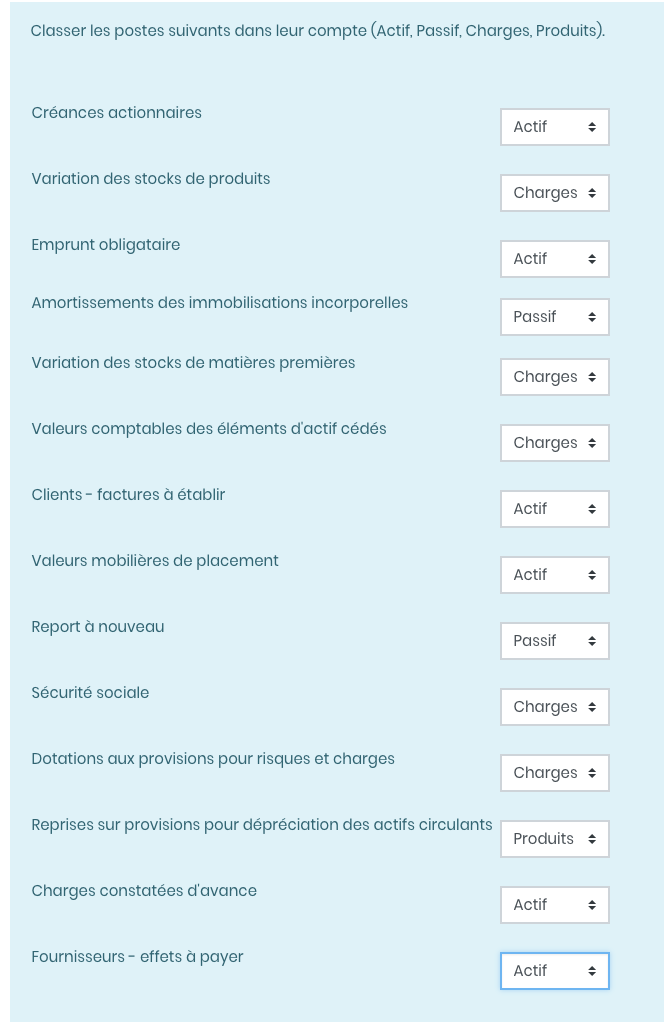 Classer les postes suivants dans leur compte (Actif, Passif, Charges, Produits).
Créances actionnaires
Actif
Variation des stocks de produits
Charges
Emprunt obligataire
Actif
Amortissements des immobilisations incorporelles
Passif
Variation des stocks de matières premières
Charges
Valeurs comptables des éléments d'actif cédés
Charges
Clients - factures à établir
Actif
Valeurs mobilières de placement
Actif
Report à nouveau
Passif
Sécurité sociale
Charges
Dotations aux provisions pour risques et charges
Charges
Reprises sur provisions pour dépréciation des actifs circulants
Produits
Charges constatées d'avance
Actif
Fournisseurs - effets à payer
Actif